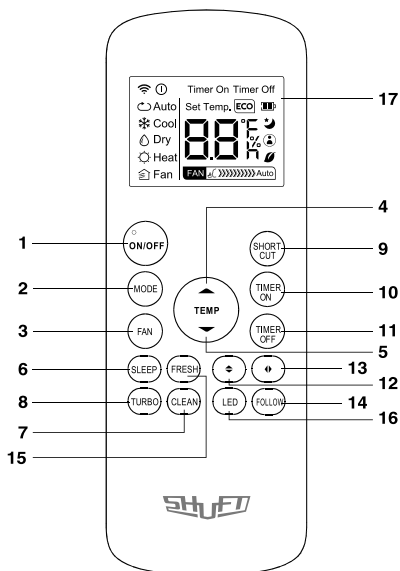 Timer On Timer Off
Auto Set Temp. ECO
Cool
Dry
Heat
Fan
88 °F % h
FAN Auto
17
4
1
2
3
6
8
7
15
9
10
11
5
13
12
14
16
ON/OFF
MODE
FAN
SLEEP
FRESH
TURBO
CLEAN
TEMP
SHORT
CUT
TIMER
ON
TIMER
OFF
LED
FOLLOW
SHUFT